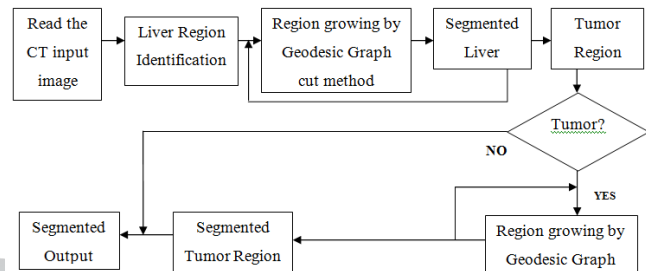 Read the
CT input
image
Liver Region
Identification
Region growing by
Geodesic Graph
cut method
Segmented
Liver
Tumor
Region
Tumor?
NO
YES
Region growing by
Geodesic Graph
Segmented
Tumor Region
Segmented
Output